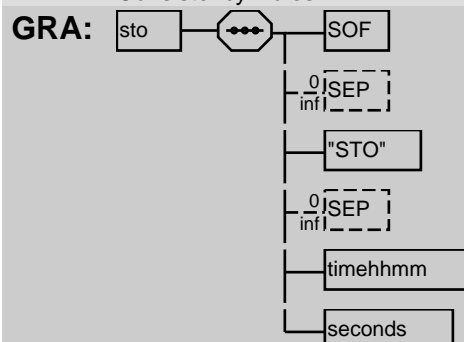 GRA: sto SOF
0 inf SEP
"STO"
0 inf SEP
timehhmm
seconds